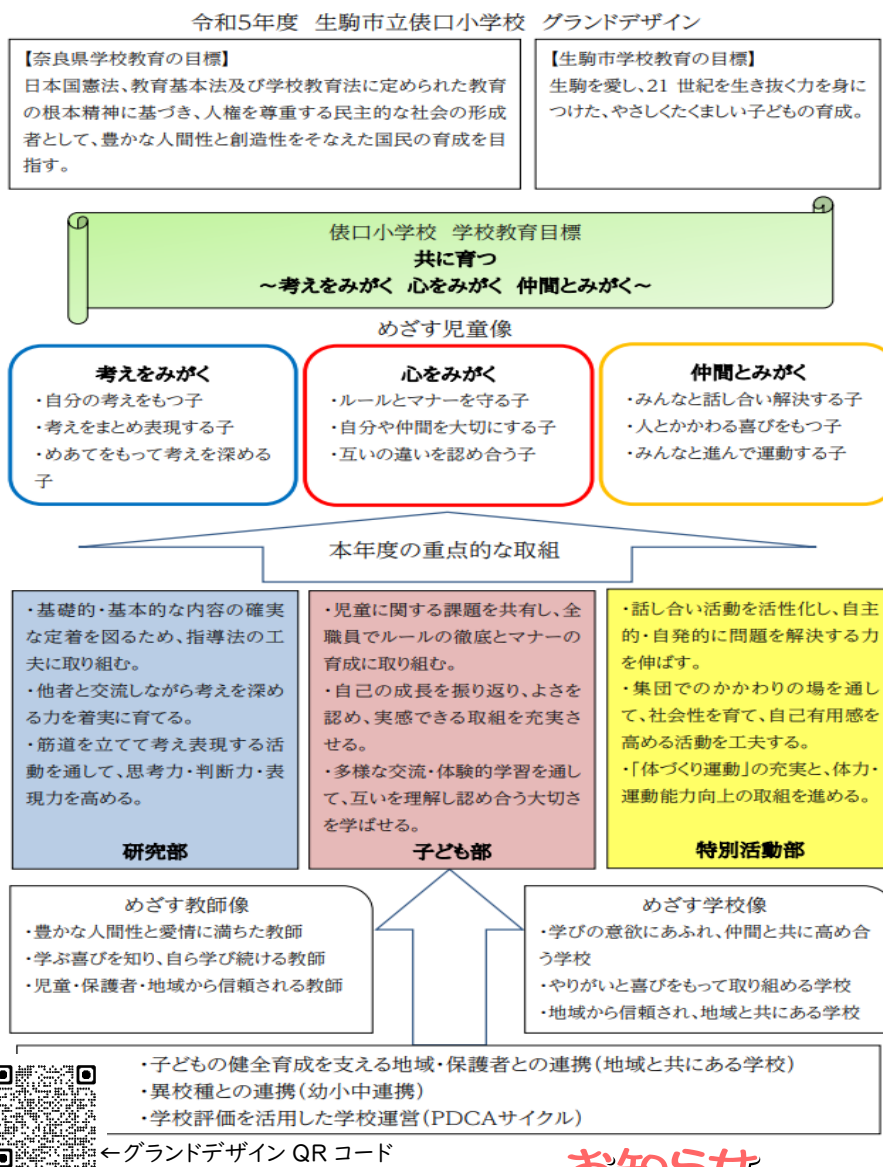 令和5年度 生駒市立俵口小学校 グランドデザイン
【奈良県学校教育の目標】
日本国憲法、教育基本法及び学校教育法に定められた教育
の根本精神に基づき、人権を尊重する民主的な社会の形成
者として、豊かな人間性と創造性をそなえた国民の育成を目
指す。
【生駒市学校教育の目標】
生駒を愛し、21 世紀を生き抜く力を身に
つけた、やさしくたくましい子どもの育成。
俵口小学校 学校教育目標
共に育つ
~考えをみがく 心をみがく 仲間とみがく~
めざす児童像
考えをみがく
・自分の考えをもつ子
・考えをまとめ表現する子
・めあてをもって考えを深める
子
心をみがく
・ルールとマナーを守る子
・自分や仲間を大切にする子
・互いの違いを認め合う子
仲間とみがく
・みんなと話し合い解決する子
・人とかかわる喜びをもつ子
・みんなと進んで運動する子
本年度の重点的な取組
・基礎的・基本的な内容の確実
な定着を図るため、指導法の工
夫に取り組む。
・他者と交流しながら考えを深め
る力を着実に育てる。
・筋道を立てて考え表現する活
動を通して、思考力・判断力・表
現力を高める。
研究部
・児童に関する課題を共有し、全
職員でルールの徹底とマナーの
育成に取り組む。
・自己の成長を振り返り、よさを
認め、実感できる取組を充実さ
せる。
・多様な交流・体験的学習を通し
て、互いを理解し認め合う大切さ
を学ばせる。
子ども部
・話し合い活動を活性化し、自主
的・自発的に問題を解決する力
を伸ばす。
・集団でのかかわりの場を通し
て、社会性を育て、自己有用感を
高める活動を工夫する。
・「体づくり運動」の充実と、体力・
運動能力向上の取組を進める。
特別活動部
めざす教師像
・豊かな人間性と愛情に満ちた教師
・学ぶ喜びを知り、自ら学び続ける教師
・児童・保護者・地域から信頼される教師
めざす学校像
・学びの意欲にあふれ、仲間と共に高め合
う学校
・やりがいと喜びをもって取り組める学校
・地域から信頼され、地域と共にある学校
・子どもの健全育成を支える地域・保護者との連携(地域と共にある学校)
・異校種との連携(幼小中連携)
・学校評価を活用した学校運営(PDCAサイクル)
←グランドデザイン QR コード
お知らせ